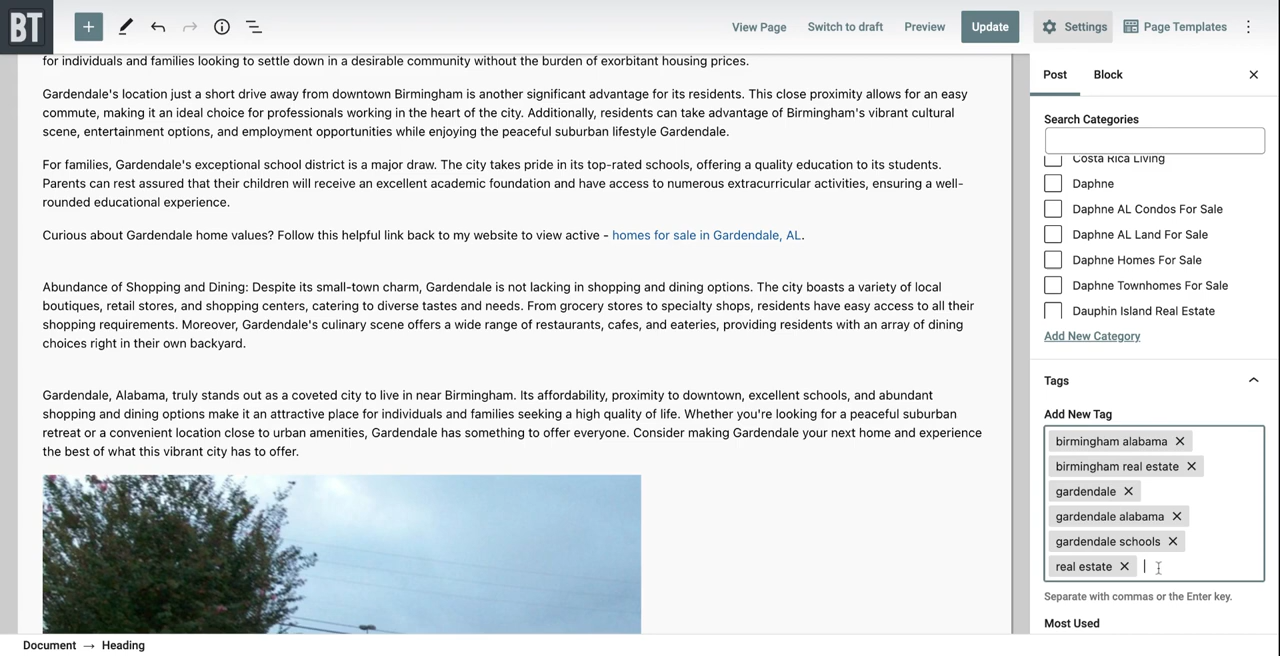 BT
View Page
Switch to draft
Preview
Update
Settings
Page Templates
for individuals and families looking to settle down in a desirable community without the burden of exorbitant housing prices.
Gardendale's location just a short drive away from downtown Birmingham is another significant advantage for its residents. This close proximity allows for an easy
commute, making it an ideal choice for professionals working in the heart of the city. Additionally, residents can take advantage of Birmingham's vibrant cultural
scene, entertainment options, and employment opportunities while enjoying the peaceful suburban lifestyle Gardendale.
For families, Gardendale's exceptional school district is a major draw. The city takes pride in its top-rated schools, offering a quality education to its students.
Parents can rest assured that their children will receive an excellent academic foundation and have access to numerous extracurricular activities, ensuring a well-
rounded educational experience.
Curious about Gardendale home values? Follow this helpful link back to my website to view active - homes for sale in Gardendale, AL.
Abundance of Shopping and Dining: Despite its small-town charm, Gardendale is not lacking in shopping and dining options. The city boasts a variety of local
boutiques, retail stores, and shopping centers, catering to diverse tastes and needs. From grocery stores to specialty shops, residents have easy access to all their
shopping requirements. Moreover, Gardendale's culinary scene offers a wide range of restaurants, cafes, and eateries, providing residents with an array of dining
choices right in their own backyard.
Gardendale, Alabama, truly stands out as a coveted city to live in near Birmingham. Its affordability, proximity to downtown, excellent schools, and abundant
shopping and dining options make it an attractive place for individuals and families seeking a high quality of life. Whether you're looking for a peaceful suburban
retreat or a convenient location close to urban amenities, Gardendale has something to offer everyone. Consider making Gardendale your next home and experience
the best of what this vibrant city has to offer.
Post
Block
Search Categories
Costa Rica Living
Daphne
Daphne AL Condos For Sale
Daphne AL Land For Sale
Daphne Homes For Sale
Daphne Townhomes For Sale
Dauphin Island Real Estate
Add New Category
Tags
Add New Tag
birmingham alabama
birmingham real estate
gardendale
gardendale alabama
gardendale schools
real estate
Separate with commas or the Enter key.
Most Used
Document → Heading